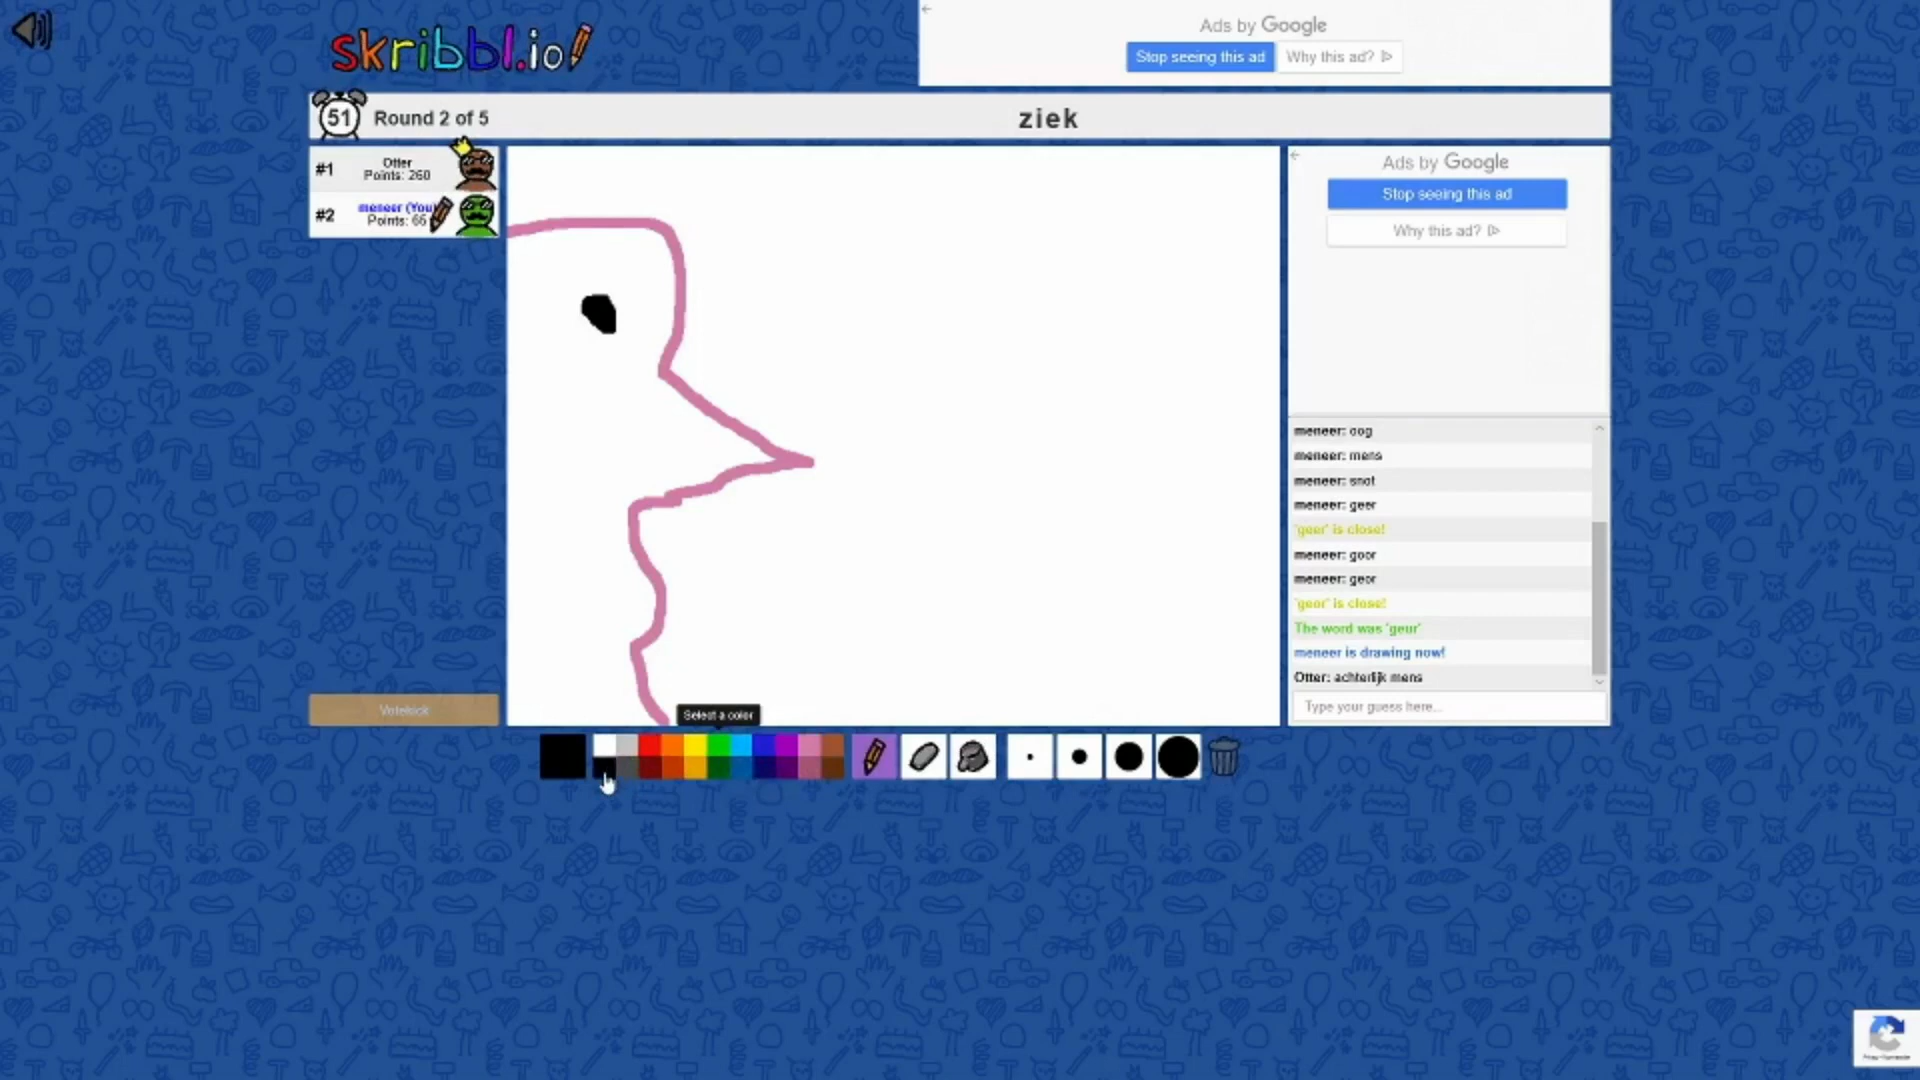 skribbl.io
Ads by Google
Stop seeing this ad
Why this ad?
51
Round 2 of 5
ziek
#1
Otter
Points: 260
#2
meneer (You)
Points: 65
Ads by Google
Stop seeing this ad
Why this ad?
meneer: oog
meneer: mens
meneer: snot
meneer: geer
'geer' is close!
meneer: goor
meneer: geor
'geor' is close!
The word was 'geur'
meneer is drawing now!
Otter: achterlijk mens
Type your guess here...
Votekick
Select a color